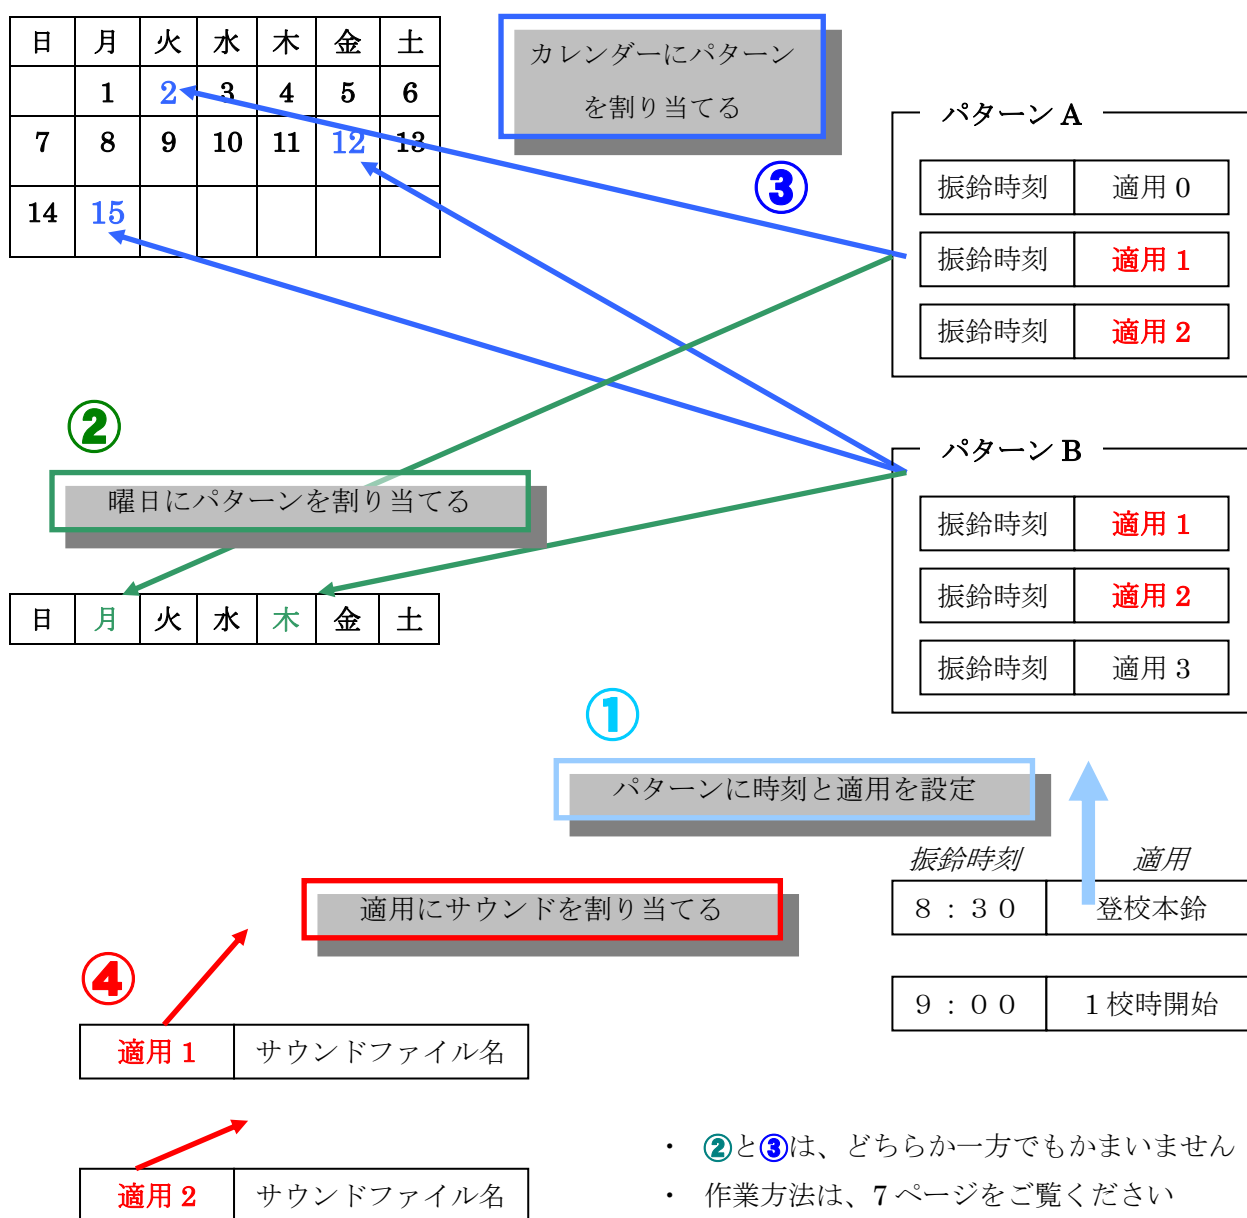 日 月 火 水 木 金 土
1 2 3 4 5 6
7 8 9 10 11 12 13
14 15
カレンダーにパターン
を割り当てる
③
パターン A
振鈴時刻 適用 0
振鈴時刻 適用 1
振鈴時刻 適用 2
②
曜日にパターンを割り当てる
日 月 火 水 木 金 土
パターン B
振鈴時刻 適用 1
振鈴時刻 適用 2
振鈴時刻 適用 3
①
パターンに時刻と適用を設定
振鈴時刻 適用
8:30 登校本鈴
9:00 1校時開始
適用にサウンドを割り当てる
④
適用 1 サウンドファイル名
適用 2 サウンドファイル名
・ ②と③は、どちらか一方でもかまいません
・ 作業方法は、7 ページをご覧ください